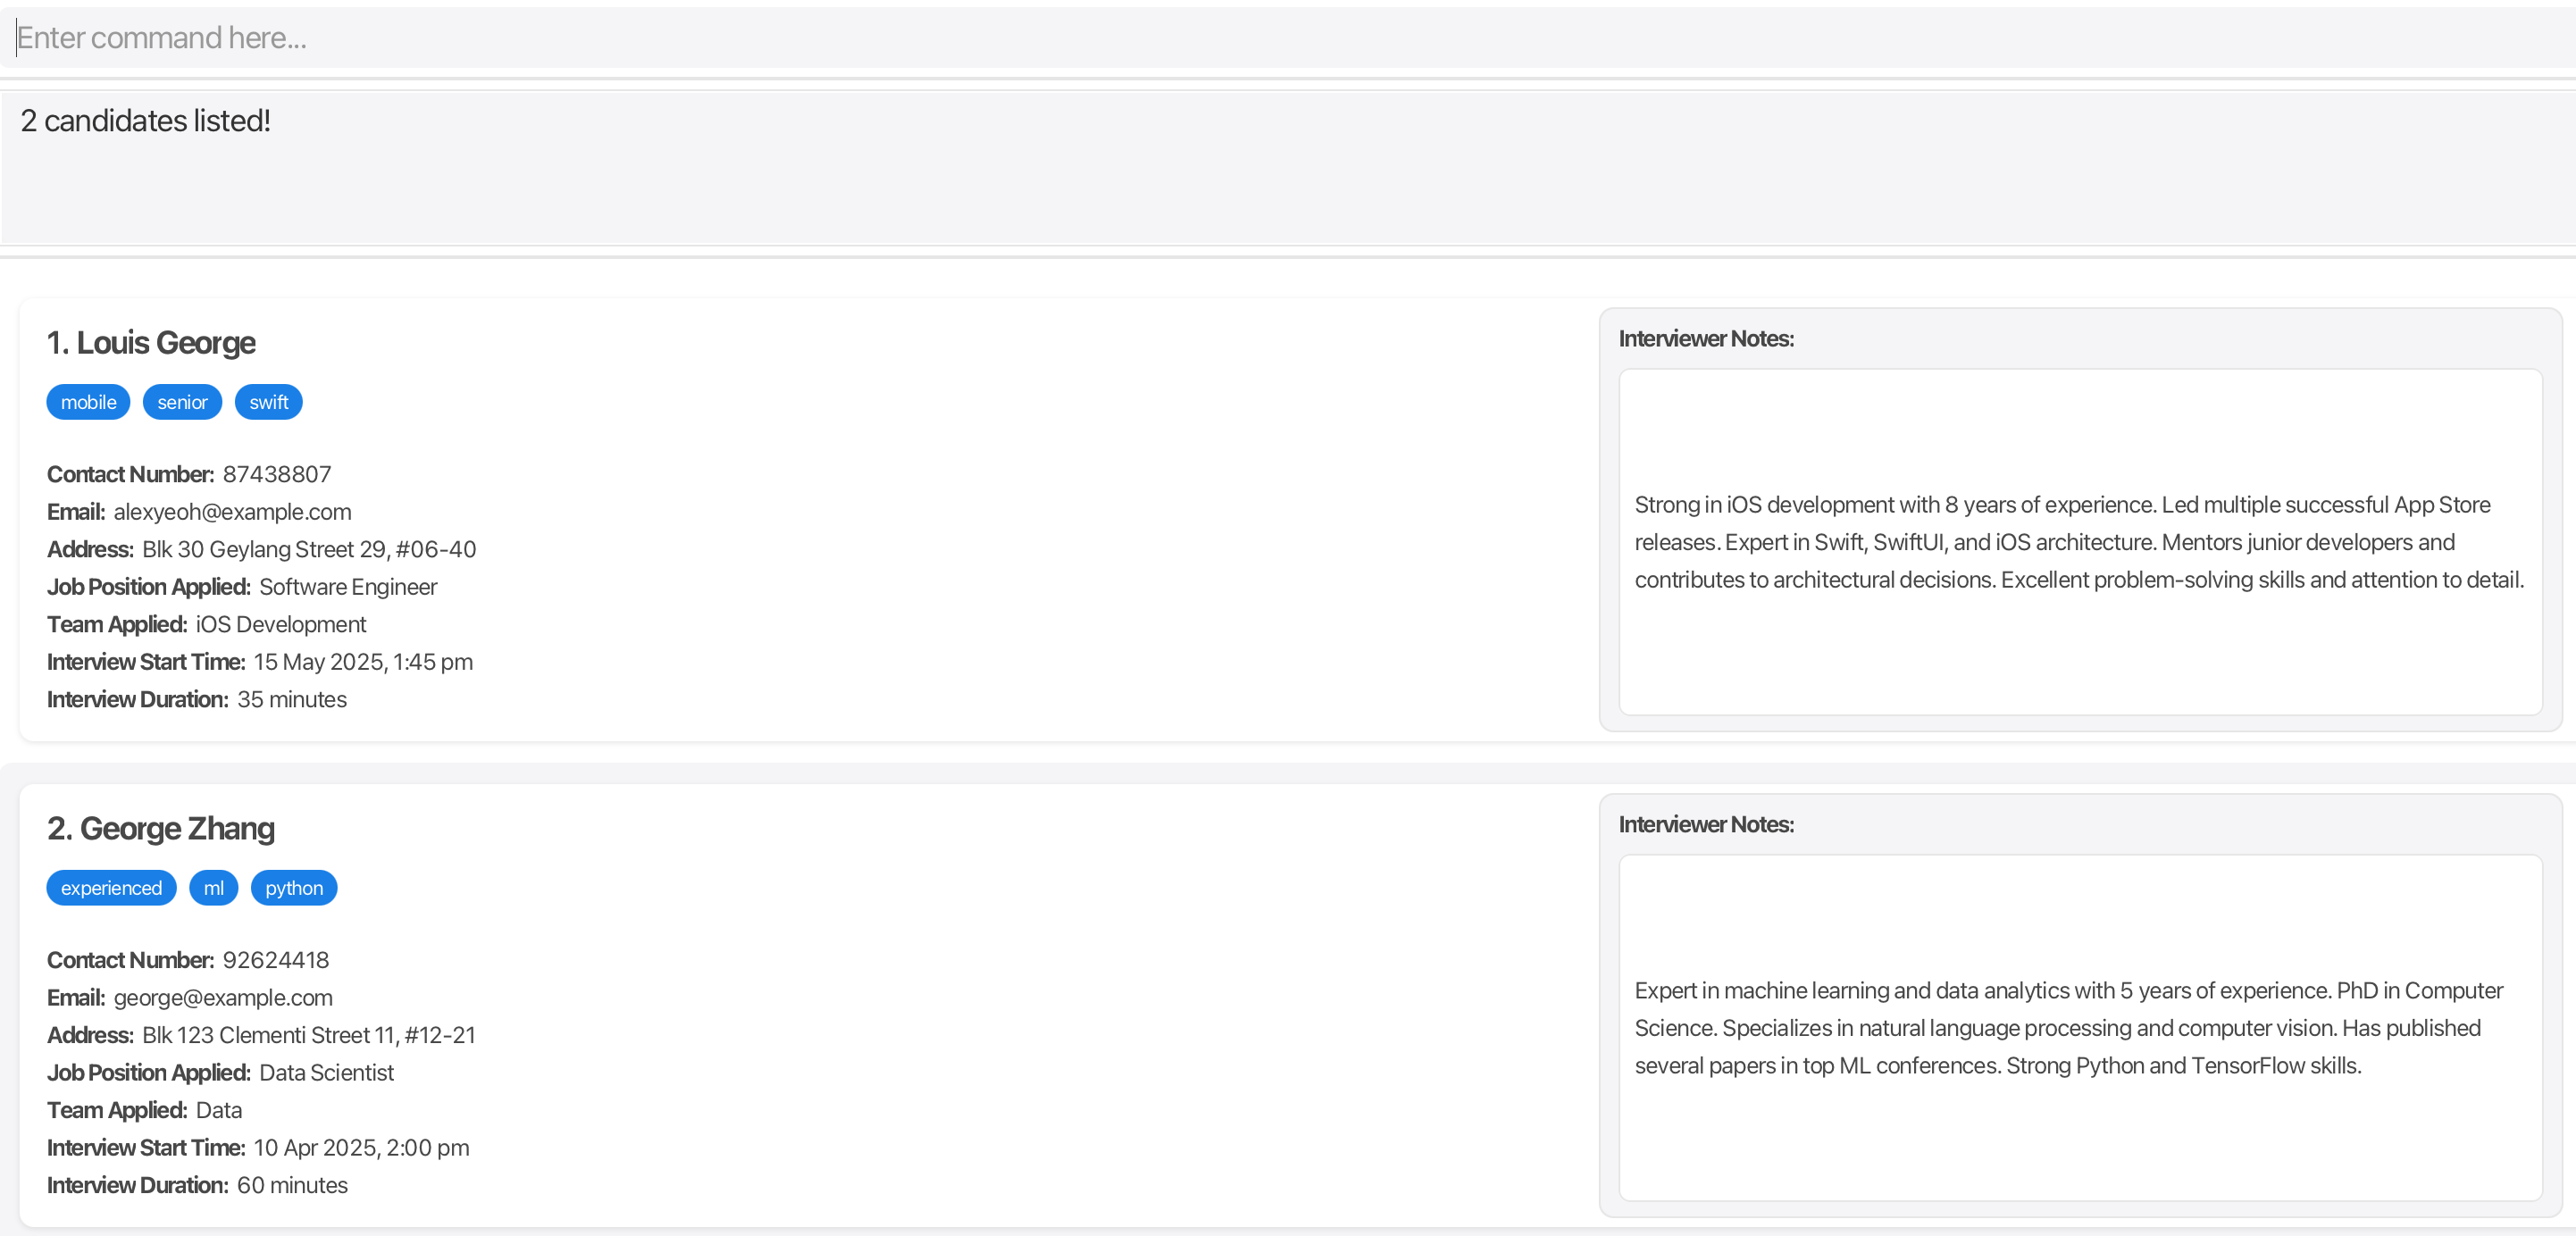 Enter command here...
2 candidates listed!
1. Louis George
mobile senior swift
Contact Number: 87438807
Email: alexyeoh@example.com
Address: Blk 30 Geylang Street 29, #06-40
Job Position Applied: Software Engineer
Team Applied: iOS Development
Interview Start Time: 15 May 2025, 1:45 pm
Interview Duration: 35 minutes
Interviewer Notes:
Strong in iOS development with 8 years of experience. Led multiple successful App Store
releases. Expert in Swift, SwiftUI, and iOS architecture. Mentors junior developers and
contributes to architectural decisions. Excellent problem-solving skills and attention to detail.
2. George Zhang
experienced ml python
Contact Number: 92624418
Email: george@example.com
Address: Blk 123 Clementi Street 11, #12-21
Job Position Applied: Data Scientist
Team Applied: Data
Interview Start Time: 10 Apr 2025, 2:00 pm
Interview Duration: 60 minutes
Interviewer Notes:
Expert in machine learning and data analytics with 5 years of experience. PhD in Computer
Science. Specializes in natural language processing and computer vision. Has published
several papers in top ML conferences. Strong Python and TensorFlow skills.